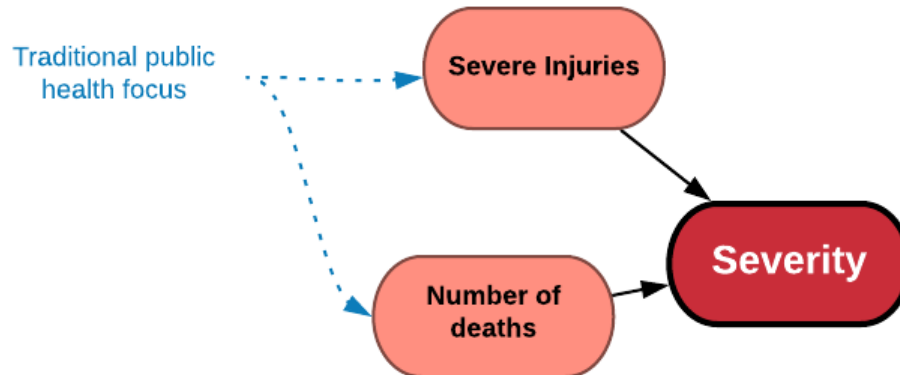 Traditional public
health focus
Severe Injuries
Severity
Number of
deaths